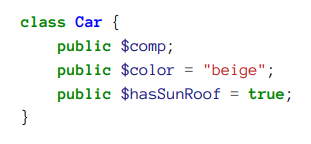 class Car {
    public $comp;
    public $color = "beige";
    public $hasSunRoof = true;
}